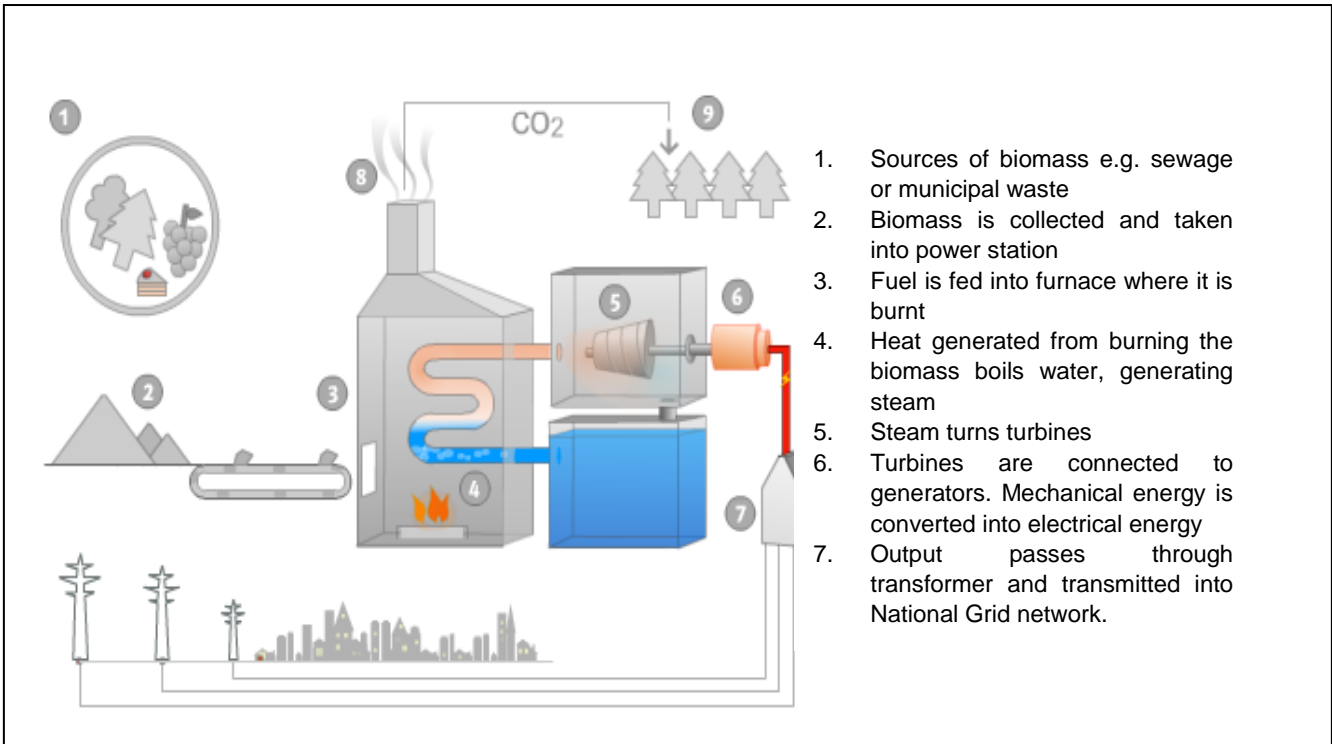 1
CO2
9
8
5
6
2
3
4
7
1. Sources of biomass e.g. sewage
or municipal waste
2. Biomass is collected and taken
into power station
3. Fuel is fed into furnace where it is
burnt
4. Heat generated from burning the
biomass boils water, generating
steam
5. Steam turns turbines
6. Turbines are connected to
generators. Mechanical energy is
converted into electrical energy
7. Output passes through
transformer and transmitted into
National Grid network.